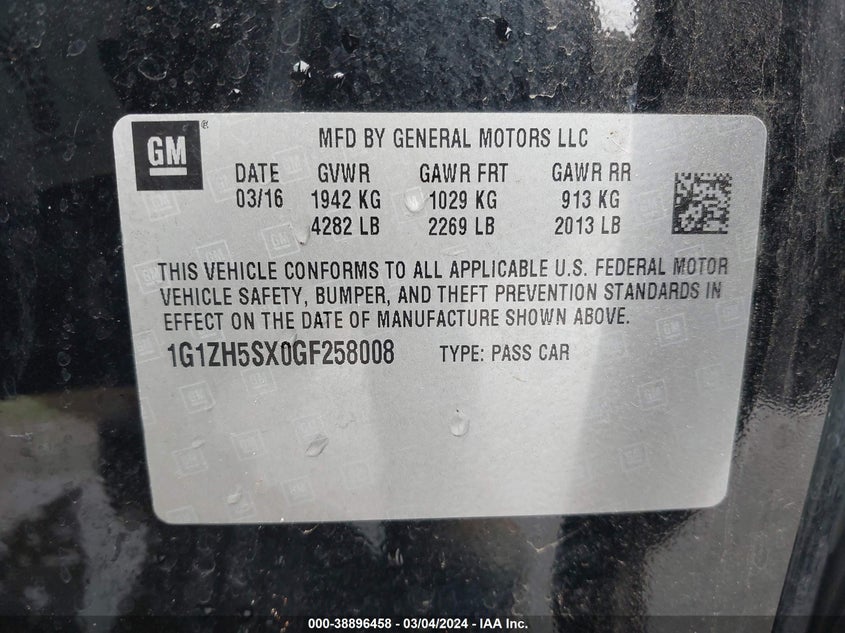 GM®
MFD BY GENERAL MOTORS LLC
DATE GVWR GAWR FRT GAWR RR
03/16 1942 KG 1029 KG 913 KG
4282 LB 2269 LB 2013 LB
THIS VEHICLE CONFORMS TO ALL APPLICABLE U.S. FEDERAL MOTOR
VEHICLE SAFETY, BUMPER, AND THEFT PREVENTION STANDARDS IN
EFFECT ON THE DATE OF MANUFACTURE SHOWN ABOVE.
1G1ZH5SX0GF258008 TYPE: PASS CAR
000-38896458 — 03/04/2024 — IAA Inc.